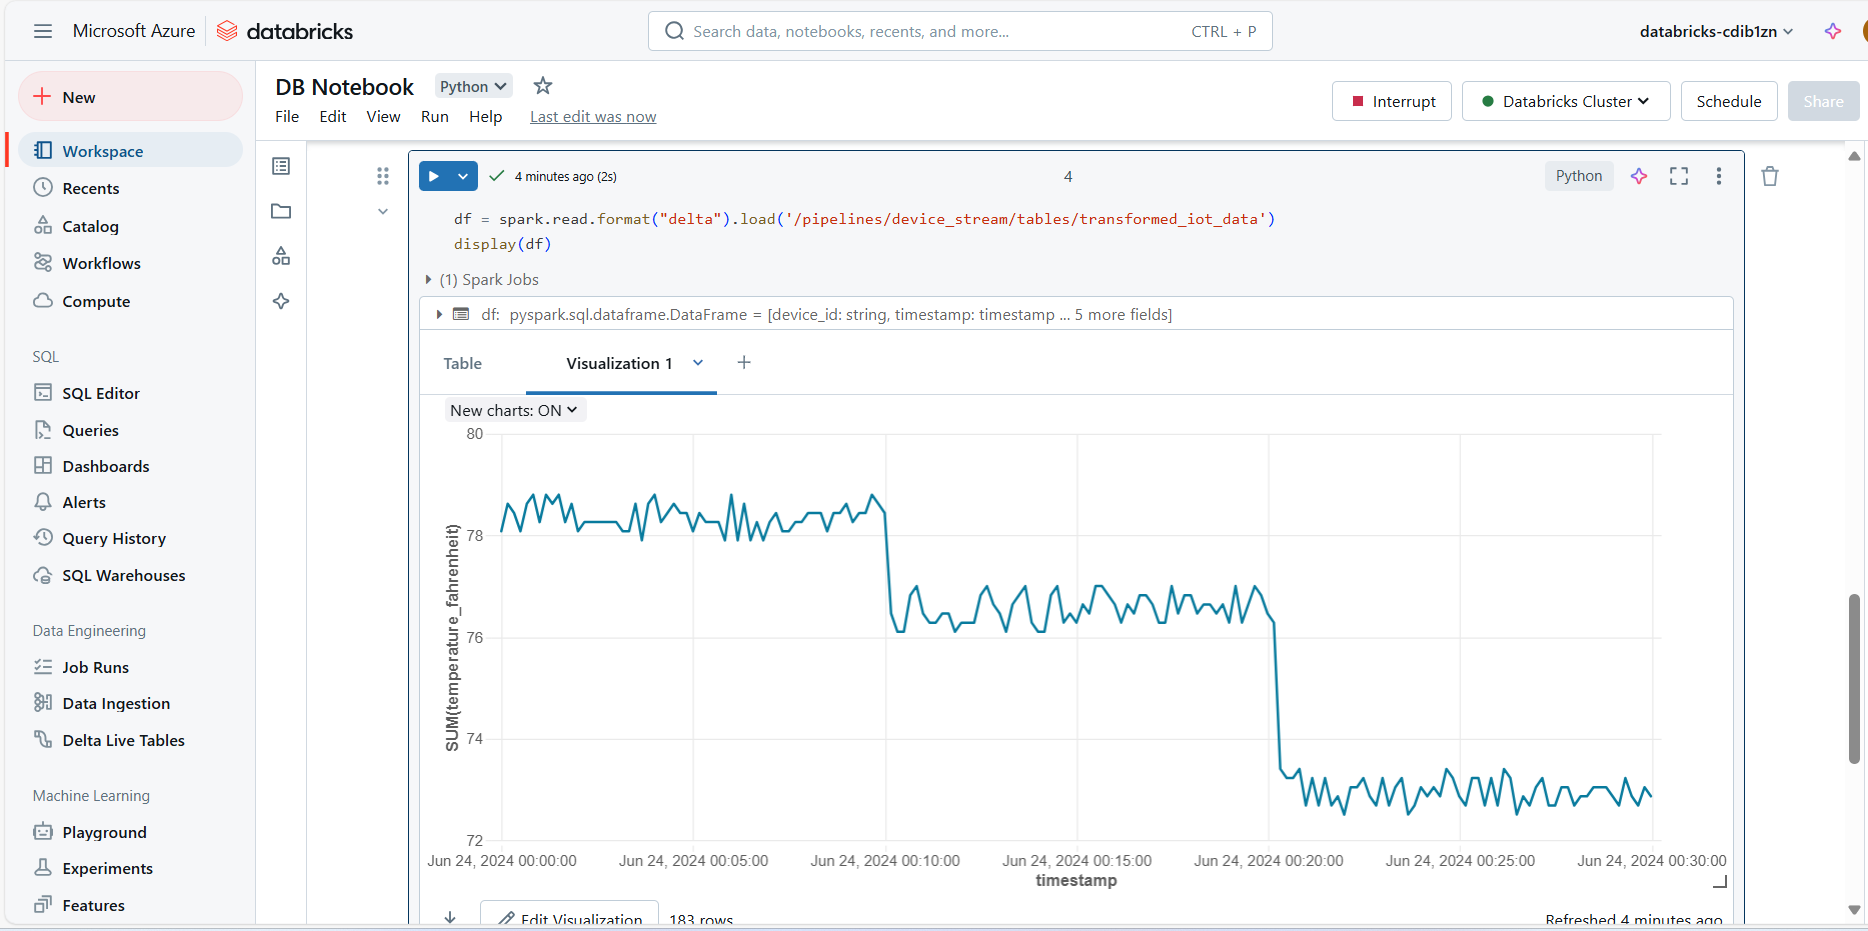 Microsoft Azure databricks
Search data, notebooks, recents, and more... CTRL + P
databricks-cdib1zn
New
Workspace
Recents
Catalog
Workflows
Compute
SQL
SQL Editor
Queries
Dashboards
Alerts
Query History
SQL Warehouses
Data Engineering
Job Runs
Data Ingestion
Delta Live Tables
Machine Learning
Playground
Experiments
Features
DB Notebook Python
File Edit View Run Help Last edit was now
Interrupt Databricks Cluster Schedule Share
4 minutes ago (2s) 4 Python
df = spark.read.format("delta").load('/pipelines/device_stream/tables/transformed_iot_data')
display(df)
(1) Spark Jobs
df: pyspark.sql.dataframe.DataFrame = [device_id: string, timestamp: timestamp ... 5 more fields]
Table Visualization 1 +
New charts: ON
80
78
76
74
72
SUM(temperature_fahrenheit)
Jun 24, 2024 00:00:00 Jun 24, 2024 00:05:00 Jun 24, 2024 00:10:00 Jun 24, 2024 00:15:00 Jun 24, 2024 00:20:00 Jun 24, 2024 00:25:00 Jun 24, 2024 00:30:00
timestamp
Edit Visualization 183 rows Refreshed 4 minutes ago